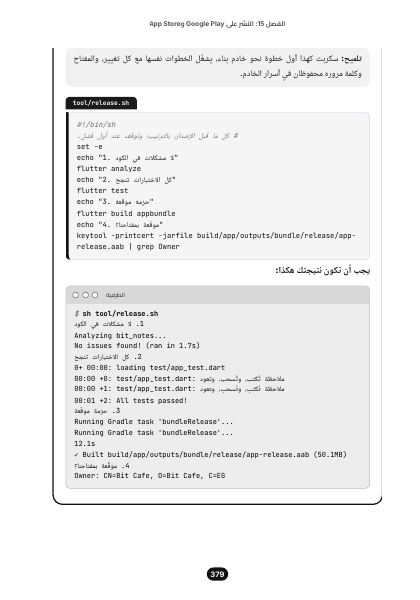 الفصل 15: النشر على App Storeو Google Play
تلميح: سكربت كهذا أول خطوة نحو خادم بناء، يشغّل الخطوات نفسها مع كل تغيير، والمفتاح
وكلمة مروره محفوظان في أسرار الخادم.
tool/release.sh
#!/bin/sh
# كل ما قبل الإصدار، بالترتيب؛ وتوقف عند أول فشل.
set -e
echo "1. لا مشكلات في الكود"
flutter analyze
echo "2. كل الاختبارات تنجح"
flutter test
echo "3. حزمة موقعة"
flutter build appbundle
echo "4. موقعة بمفتاحنا؟"
keytool -printcert -jarfile build/app/outputs/bundle/release/app-
release.aab | grep Owner
يجب أن تكون نتيجتك هكذا:
الطرفية
$ sh tool/release.sh
1. لا مشكلات في الكود
Analyzing bit_notes...
No issues found! (ran in 1.7s)
2. كل الاختبارات تنجح
0+ 00:00: loading test/app_test.dart
00:00 +0: test/app_test.dart: ملاحظة تُكتب، وتُسحب، وتعود
00:00 +1: test/app_test.dart: ملاحظة تُكتب، وتُسحب، وتعود
00:01 +2: All tests passed!
3. حزمة موقعة
Running Gradle task 'bundleRelease'...
Running Gradle task 'bundleRelease'...
12.1s
✓ Built build/app/outputs/bundle/release/app-release.aab (50.1MB)
4. موقعة بمفتاحنا؟
Owner: CN=Bit Cafe, O=Bit Cafe, C=EG
379